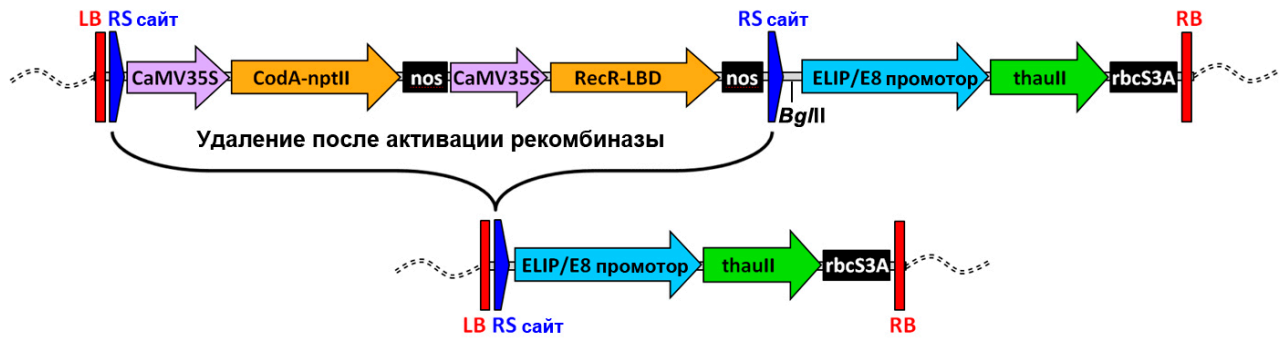 LB RS сайт RS сайт RB
CaMV35S CodA-nptII nos CaMV35S RecR-LBD nos ELIP/E8 промотор thauII rbcS3A
BglII
Удаление после активации рекомбиназы
ELIP/E8 промотор thauII rbcS3A
LB RS сайт RB